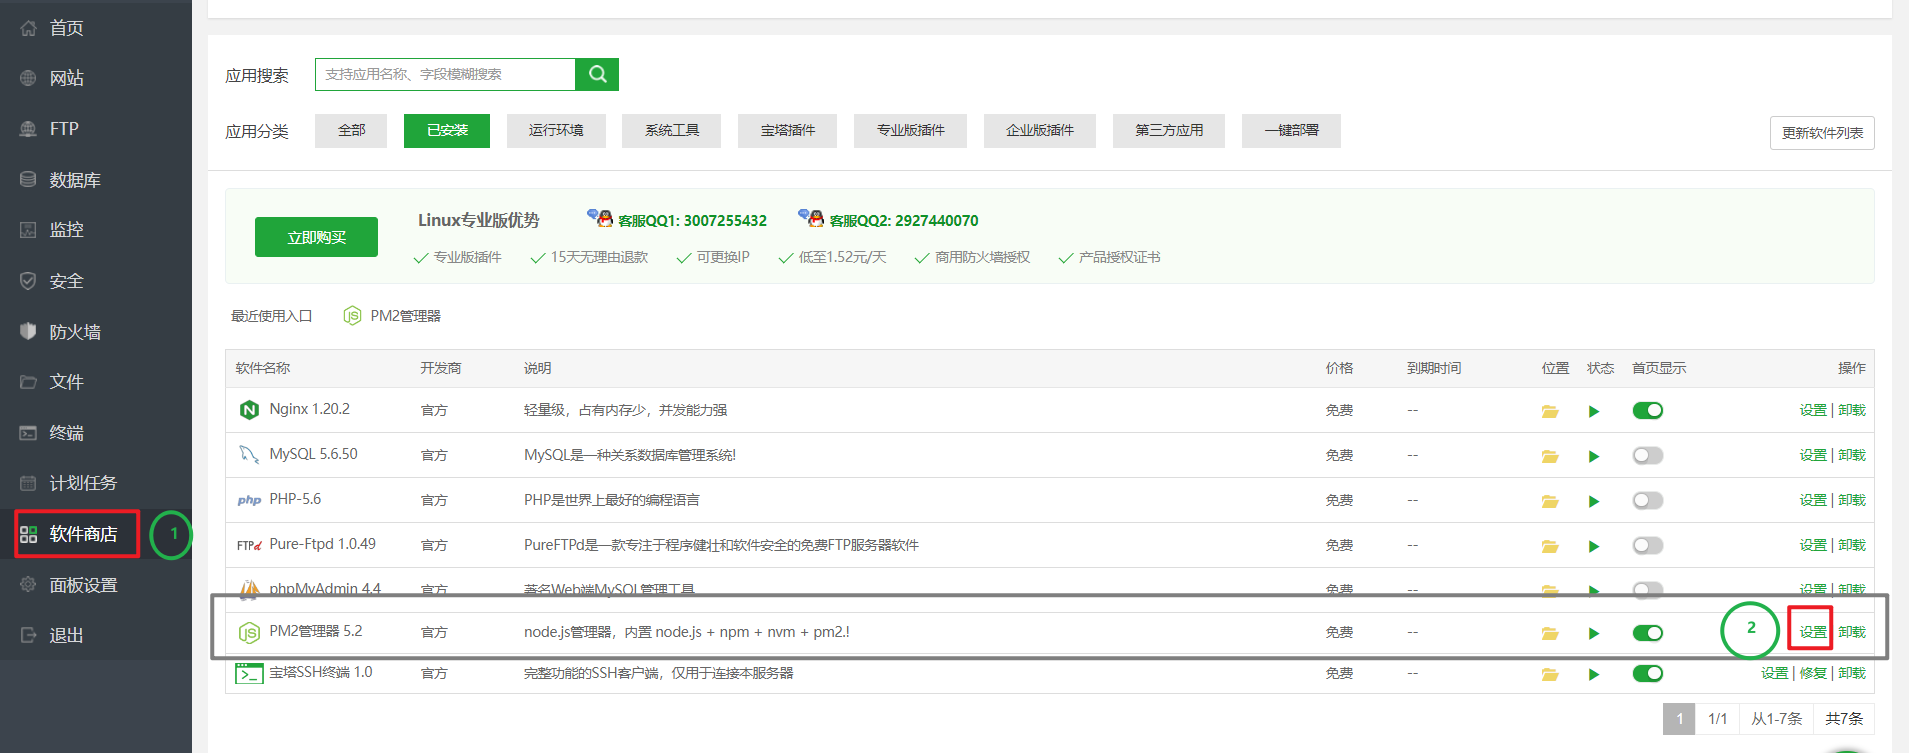 首页
网站
FTP
数据库
监控
安全
防火墙
文件
终端
计划任务
软件商店 1
面板设置
退出
应用搜索 支持应用名称、字段模糊搜索
应用分类 全部 已安装 运行环境 系统工具 宝塔插件 专业版插件 企业版插件 第三方应用 一键部署 更新软件列表
立即购买 Linux专业版优势 客服QQ1: 3007255432 客服QQ2: 2927440070
专业版插件 15天无理由退款 可更换IP 低至1.52元/天 商用防火墙授权 产品授权证书
最近使用入口 JS PM2管理器
软件名称 开发商 说明 价格 到期时间 位置 状态 首页显示 操作
N Nginx 1.20.2 官方 轻量级，占有内存少，并发能力强 免费 -- 设置 | 卸载
MySQL 5.6.50 官方 MySQL是一种关系数据库管理系统! 免费 -- 设置 | 卸载
php PHP-5.6 官方 PHP是世界上最好的编程语言 免费 -- 设置 | 卸载
FTPd Pure-Ftpd 1.0.49 官方 PureFTPd是一款专注于程序健壮和软件安全的免费FTP服务器软件 免费 -- 设置 | 卸载
phpMyAdmin 4.4 官方 著名Web端MySQL管理工具 免费 -- 设置 | 卸载
JS PM2管理器 5.2 官方 node.js管理器，内置 node.js + npm + nvm + pm2.! 免费 -- 2 设置 | 卸载
>_ 宝塔SSH终端 1.0 官方 完整功能的SSH客户端，仅用于连接本服务器 免费 -- 设置 | 修复 | 卸载
1 1/1 从1-7条 共7条